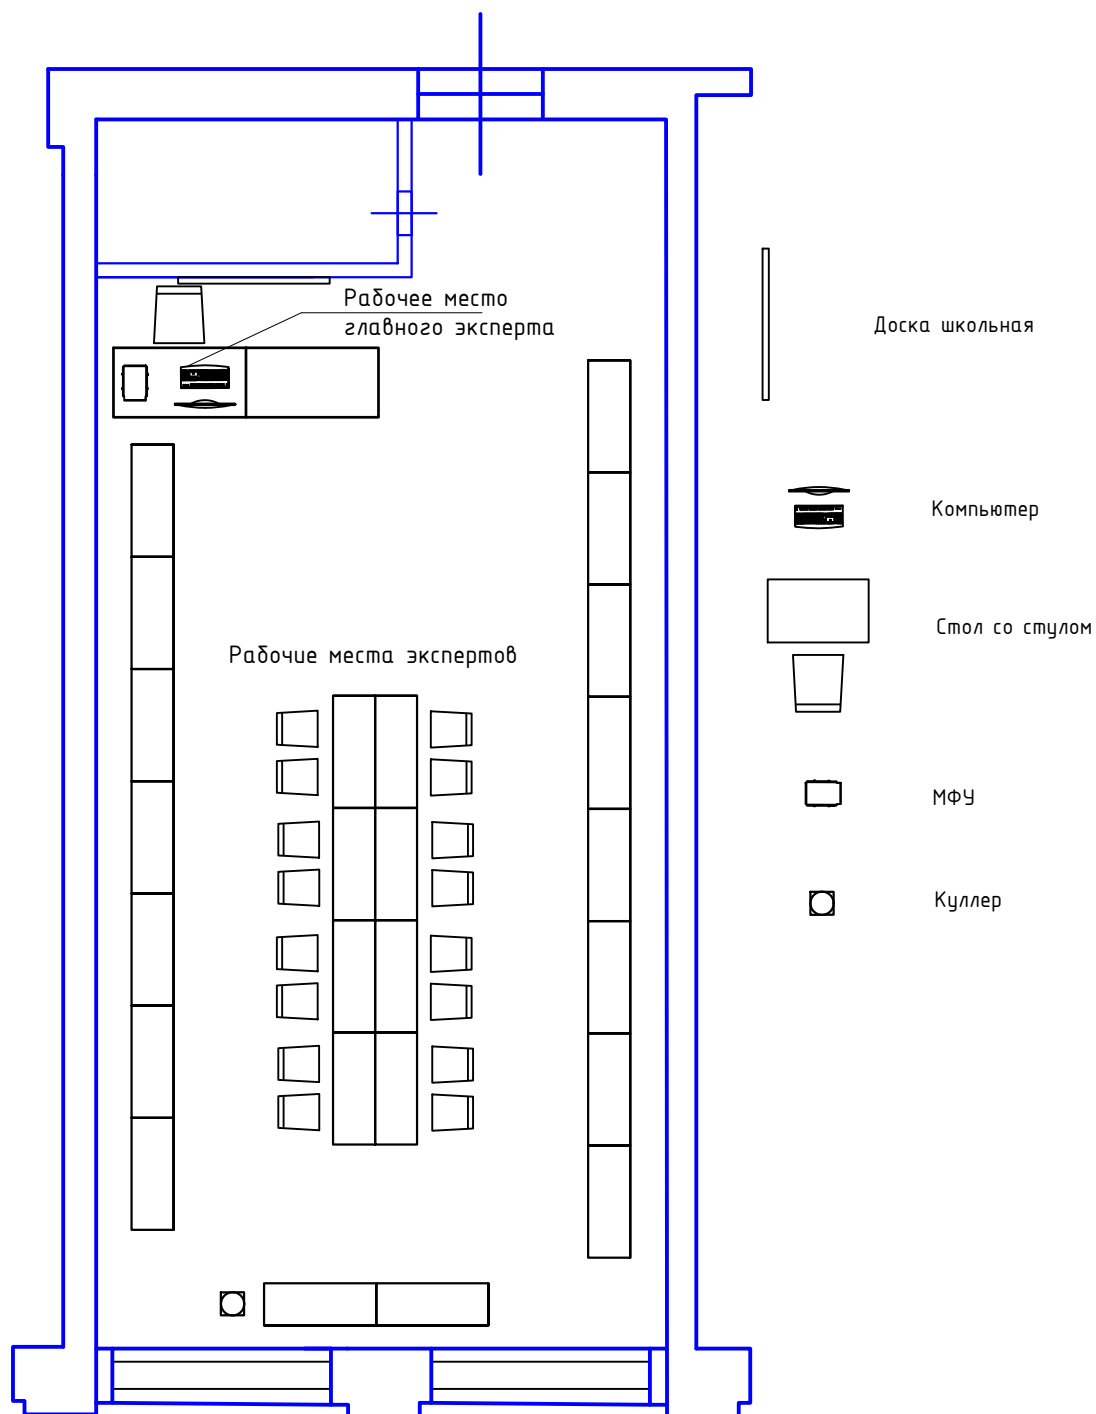 Рабочее место
главного эксперта
Доска школьная
Компьютер
Стол со стулом
Рабочие места экспертов
МФУ
Куллер